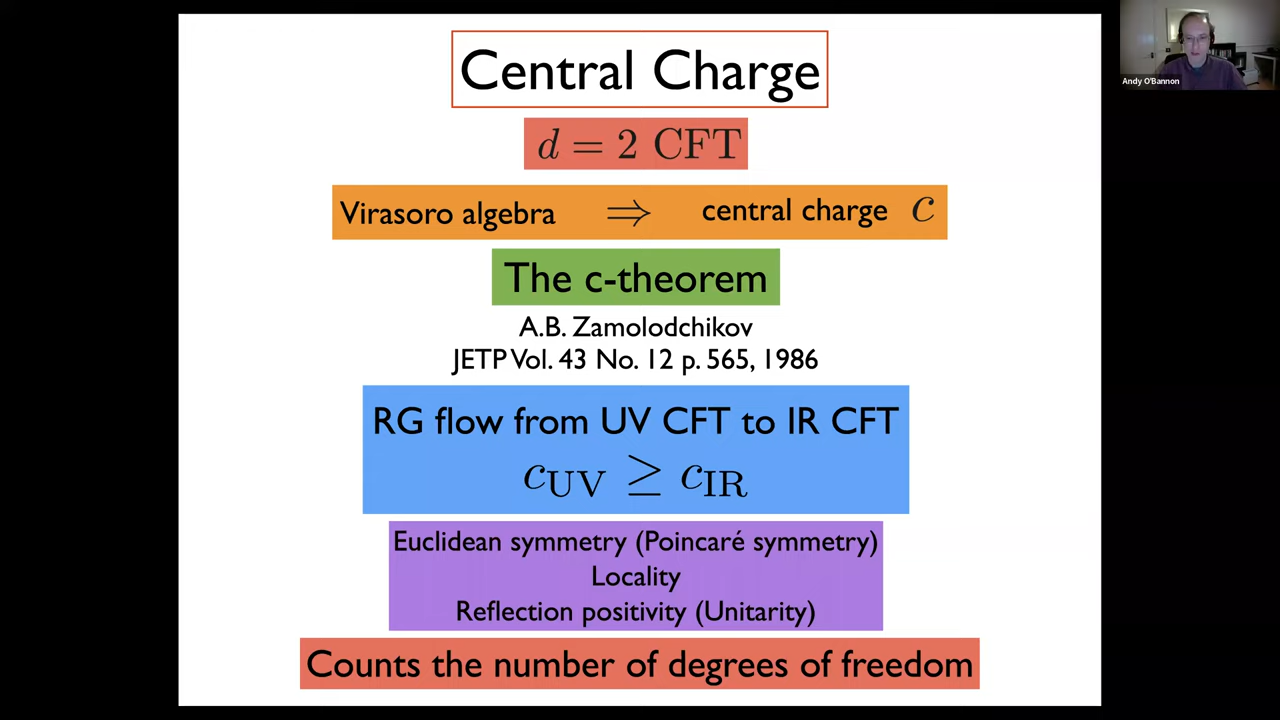 Central Charge
d = 2 CFT
Virasoro algebra ⇒ central charge c
The c-theorem
A.B. Zamolodchikov
JETP Vol. 43 No. 12 p. 565, 1986
RG flow from UV CFT to IR CFT
c_UV ≥ c_IR
Euclidean symmetry (Poincaré symmetry)
Locality
Reflection positivity (Unitarity)
Counts the number of degrees of freedom
Andy O'Bannon